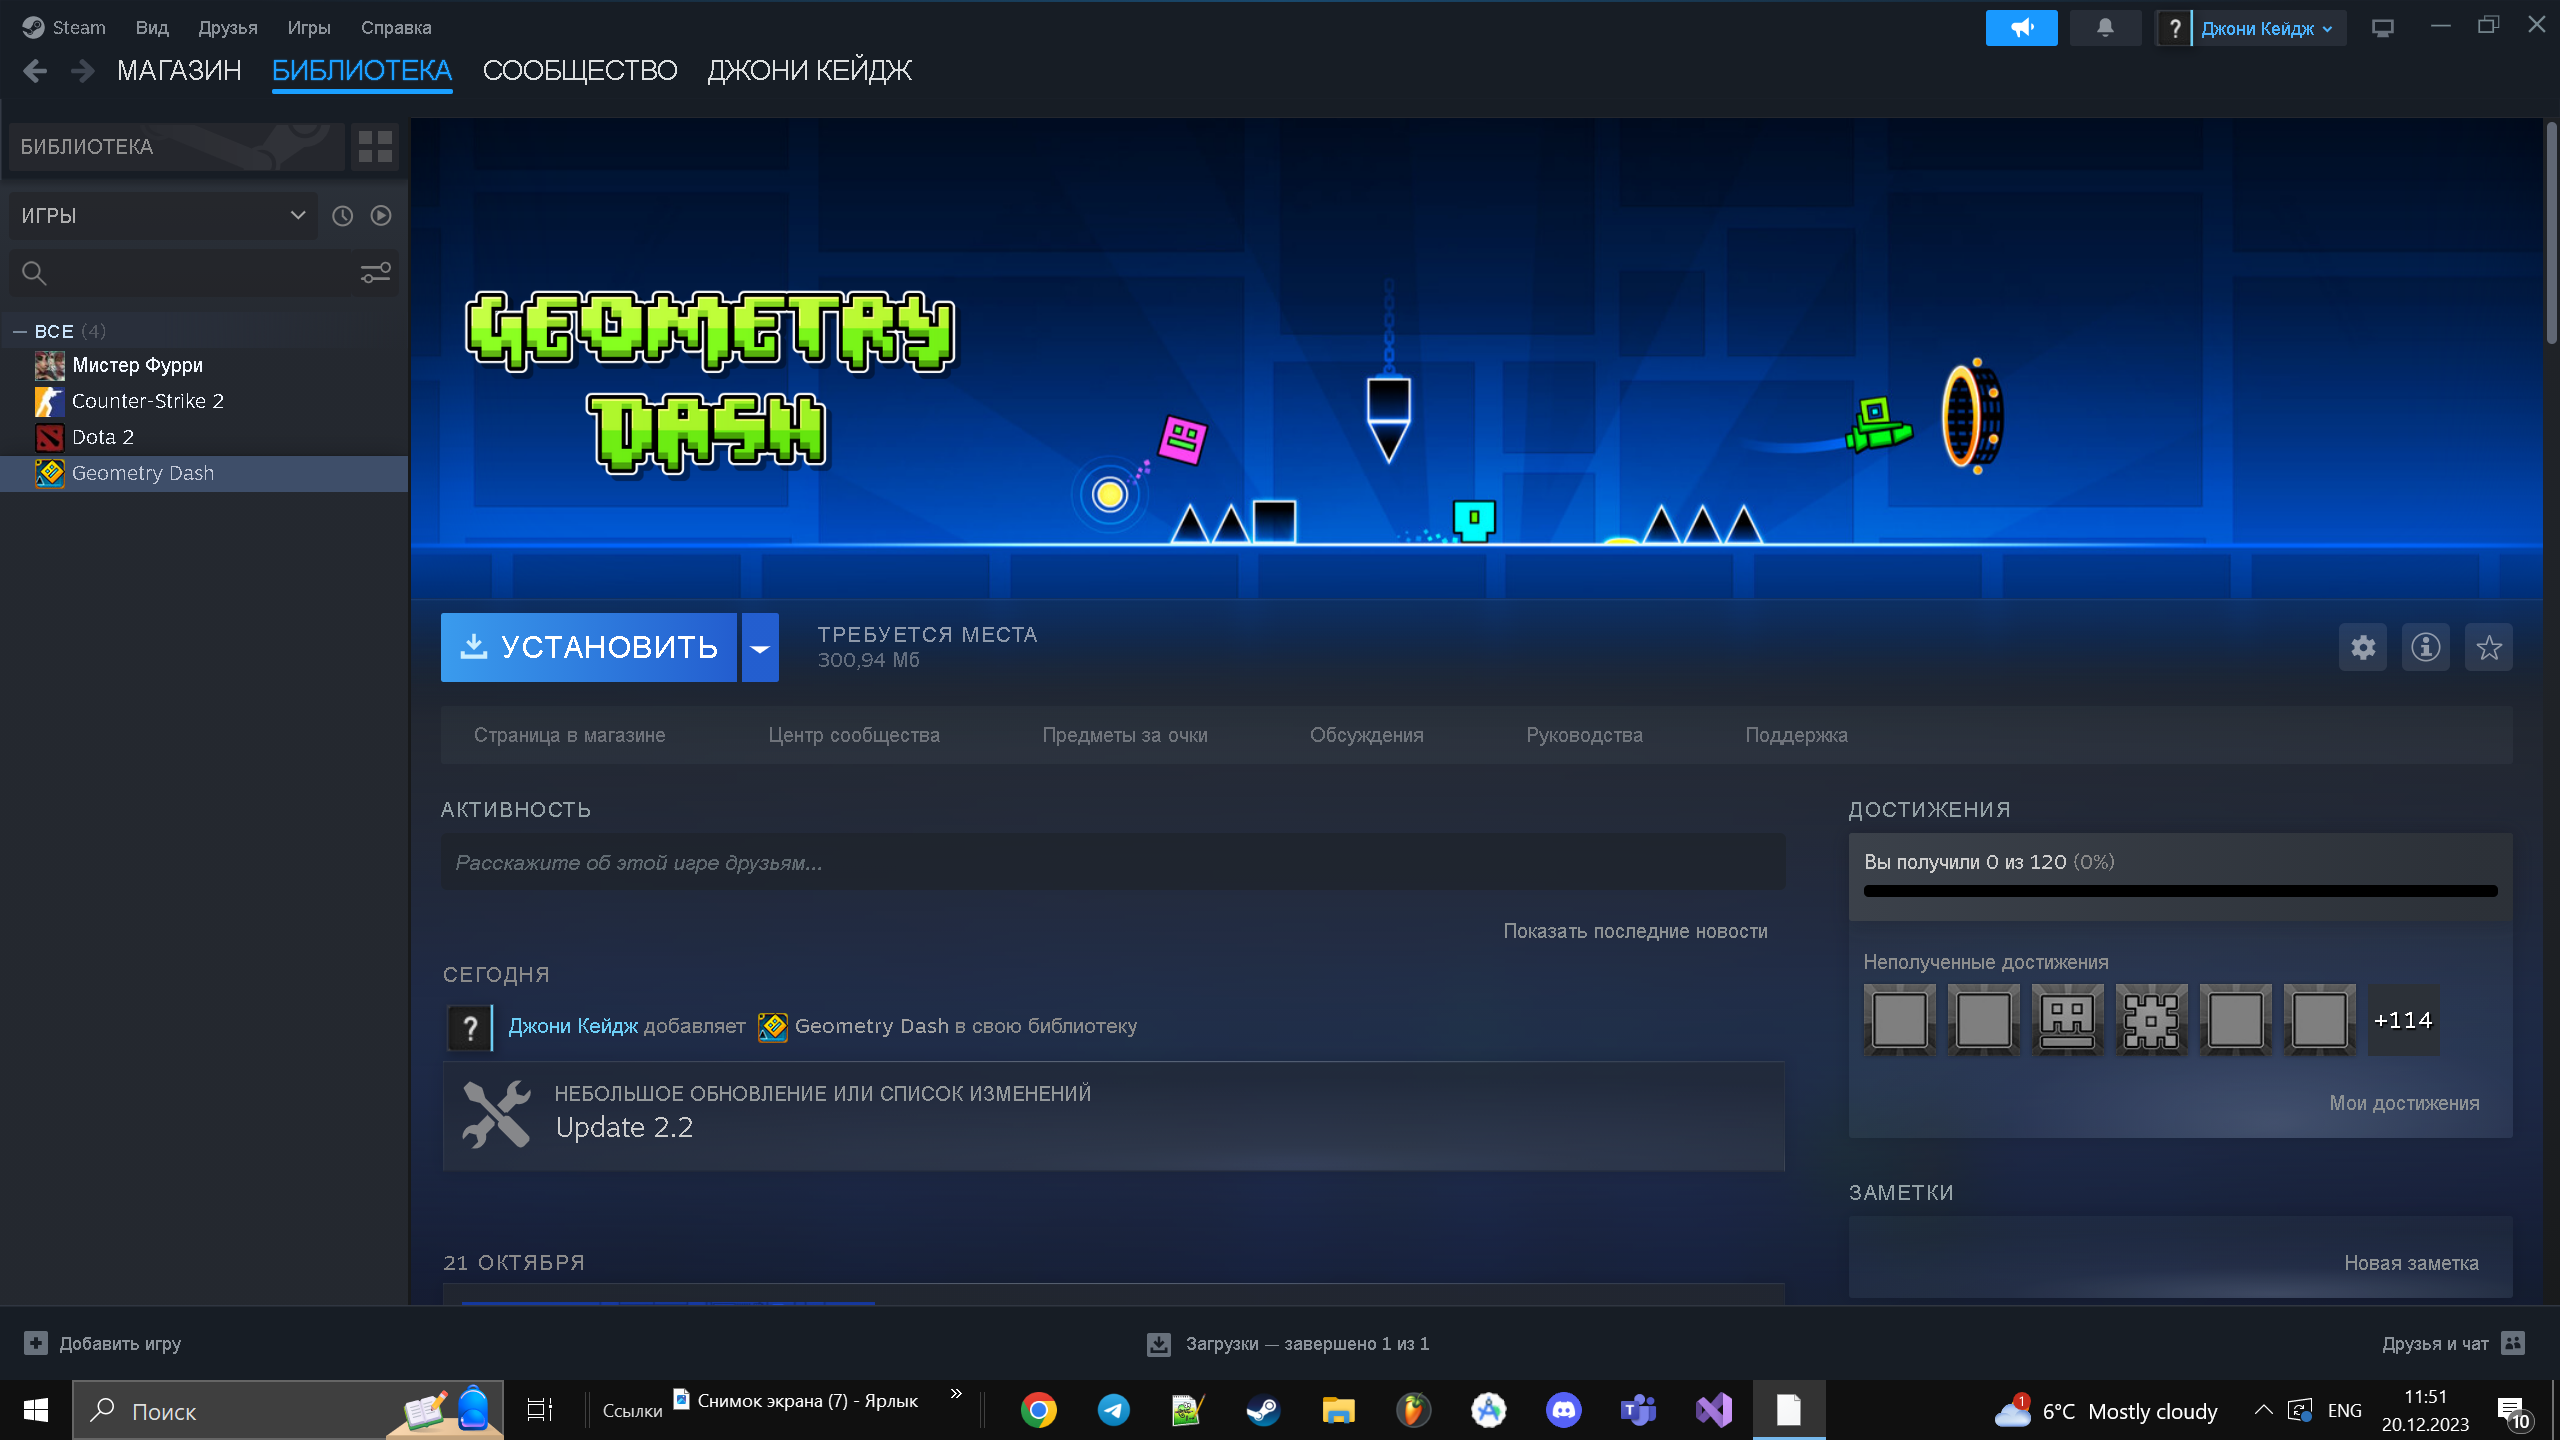 Steam Вид Друзья Игры Справка
? Джони Кейдж
МАГАЗИН БИБЛИОТЕКА СООБЩЕСТВО ДЖОНИ КЕЙДЖ
БИБЛИОТЕКА
ИГРЫ
— ВСЕ (4)
Мистер Фурри
Counter-Strike 2
Dota 2
Geometry Dash
GEOMETRY
DASH
УСТАНОВИТЬ
ТРЕБУЕТСЯ МЕСТА
300,94 Мб
Страница в магазине Центр сообщества Предметы за очки Обсуждения Руководства Поддержка
АКТИВНОСТЬ
Расскажите об этой игре друзьям...
Показать последние новости
СЕГОДНЯ
? Джони Кейдж добавляет Geometry Dash в свою библиотеку
НЕБОЛЬШОЕ ОБНОВЛЕНИЕ ИЛИ СПИСОК ИЗМЕНЕНИЙ
Update 2.2
21 ОКТЯБРЯ
ДОСТИЖЕНИЯ
Вы получили 0 из 120 (0%)
Неполученные достижения
+114
Мои достижения
ЗАМЕТКИ
Новая заметка
Добавить игру
Загрузки — завершено 1 из 1
Друзья и чат
Поиск
Ссылки
Снимок экрана (7) - Ярлык
1
6°C Mostly cloudy
ENG
11:51
20.12.2023
10